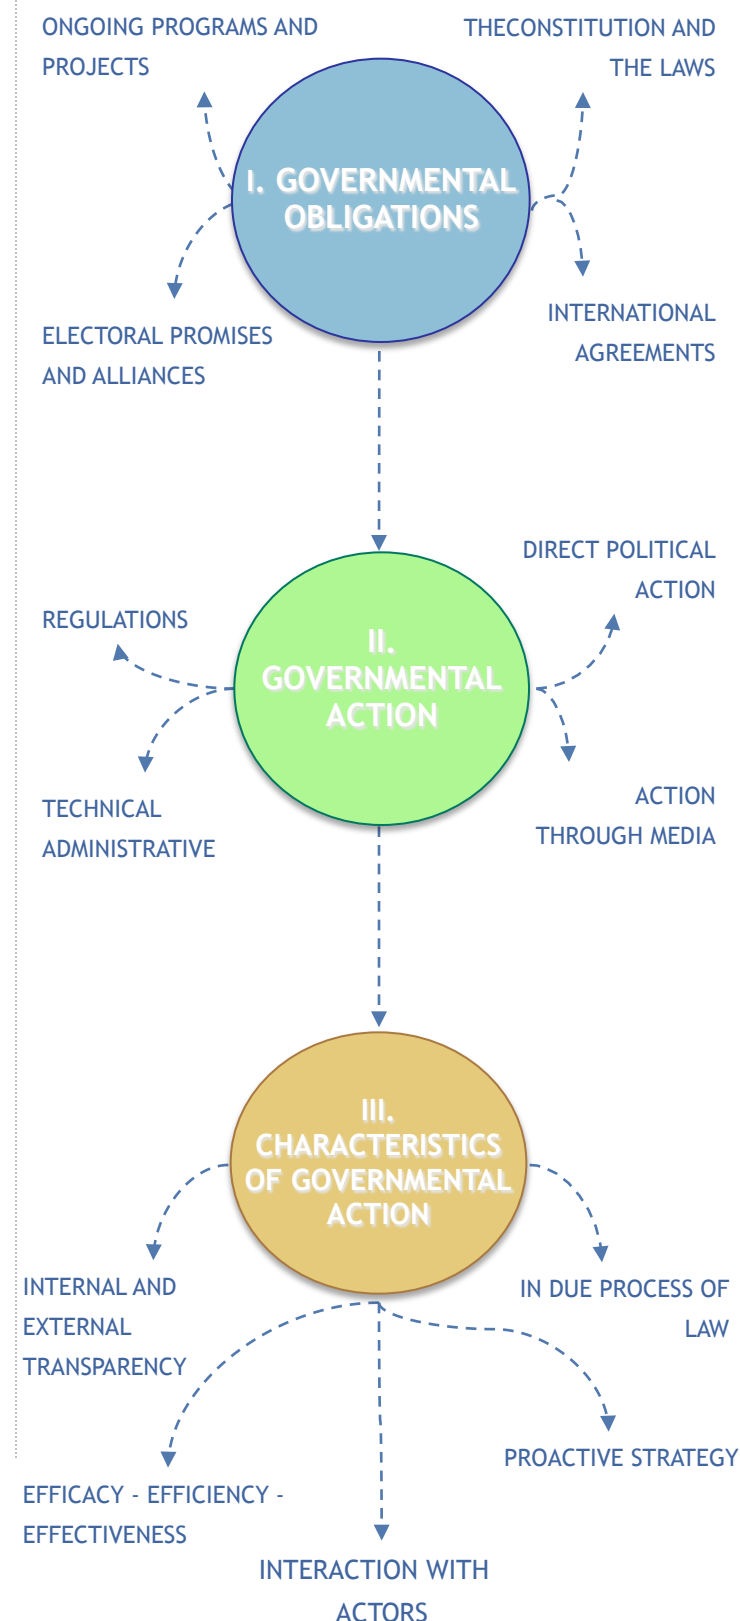 ONGOING PROGRAMS AND
PROJECTS
THECONSTITUTION AND
THE LAWS
I. GOVERNMENTAL
OBLIGATIONS
ELECTORAL PROMISES
AND ALLIANCES
INTERNATIONAL
AGREEMENTS
DIRECT POLITICAL
ACTION
REGULATIONS
II.
GOVERNMENTAL
ACTION
TECHNICAL
ADMINISTRATIVE
ACTION
THROUGH MEDIA
III.
CHARACTERISTICS
OF GOVERNMENTAL
ACTION
INTERNAL AND
EXTERNAL
TRANSPARENCY
IN DUE PROCESS OF
LAW
PROACTIVE STRATEGY
EFFICACY - EFFICIENCY -
EFFECTIVENESS
INTERACTION WITH
ACTORS